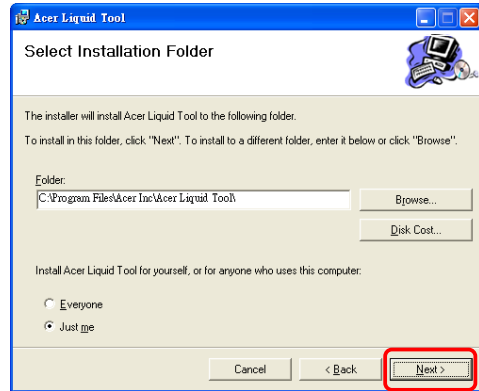 Acer Liquid Tool
Select Installation Folder
The installer will install Acer Liquid Tool to the following folder.
To install in this folder, click "Next". To install to a different folder, enter it below or click "Browse".
Folder:
C:\Program Files\Acer Inc\Acer Liquid Tool\
Browse...
Disk Cost...
Install Acer Liquid Tool for yourself, or for anyone who uses this computer:
Everyone
Just me
Cancel
< Back
Next >